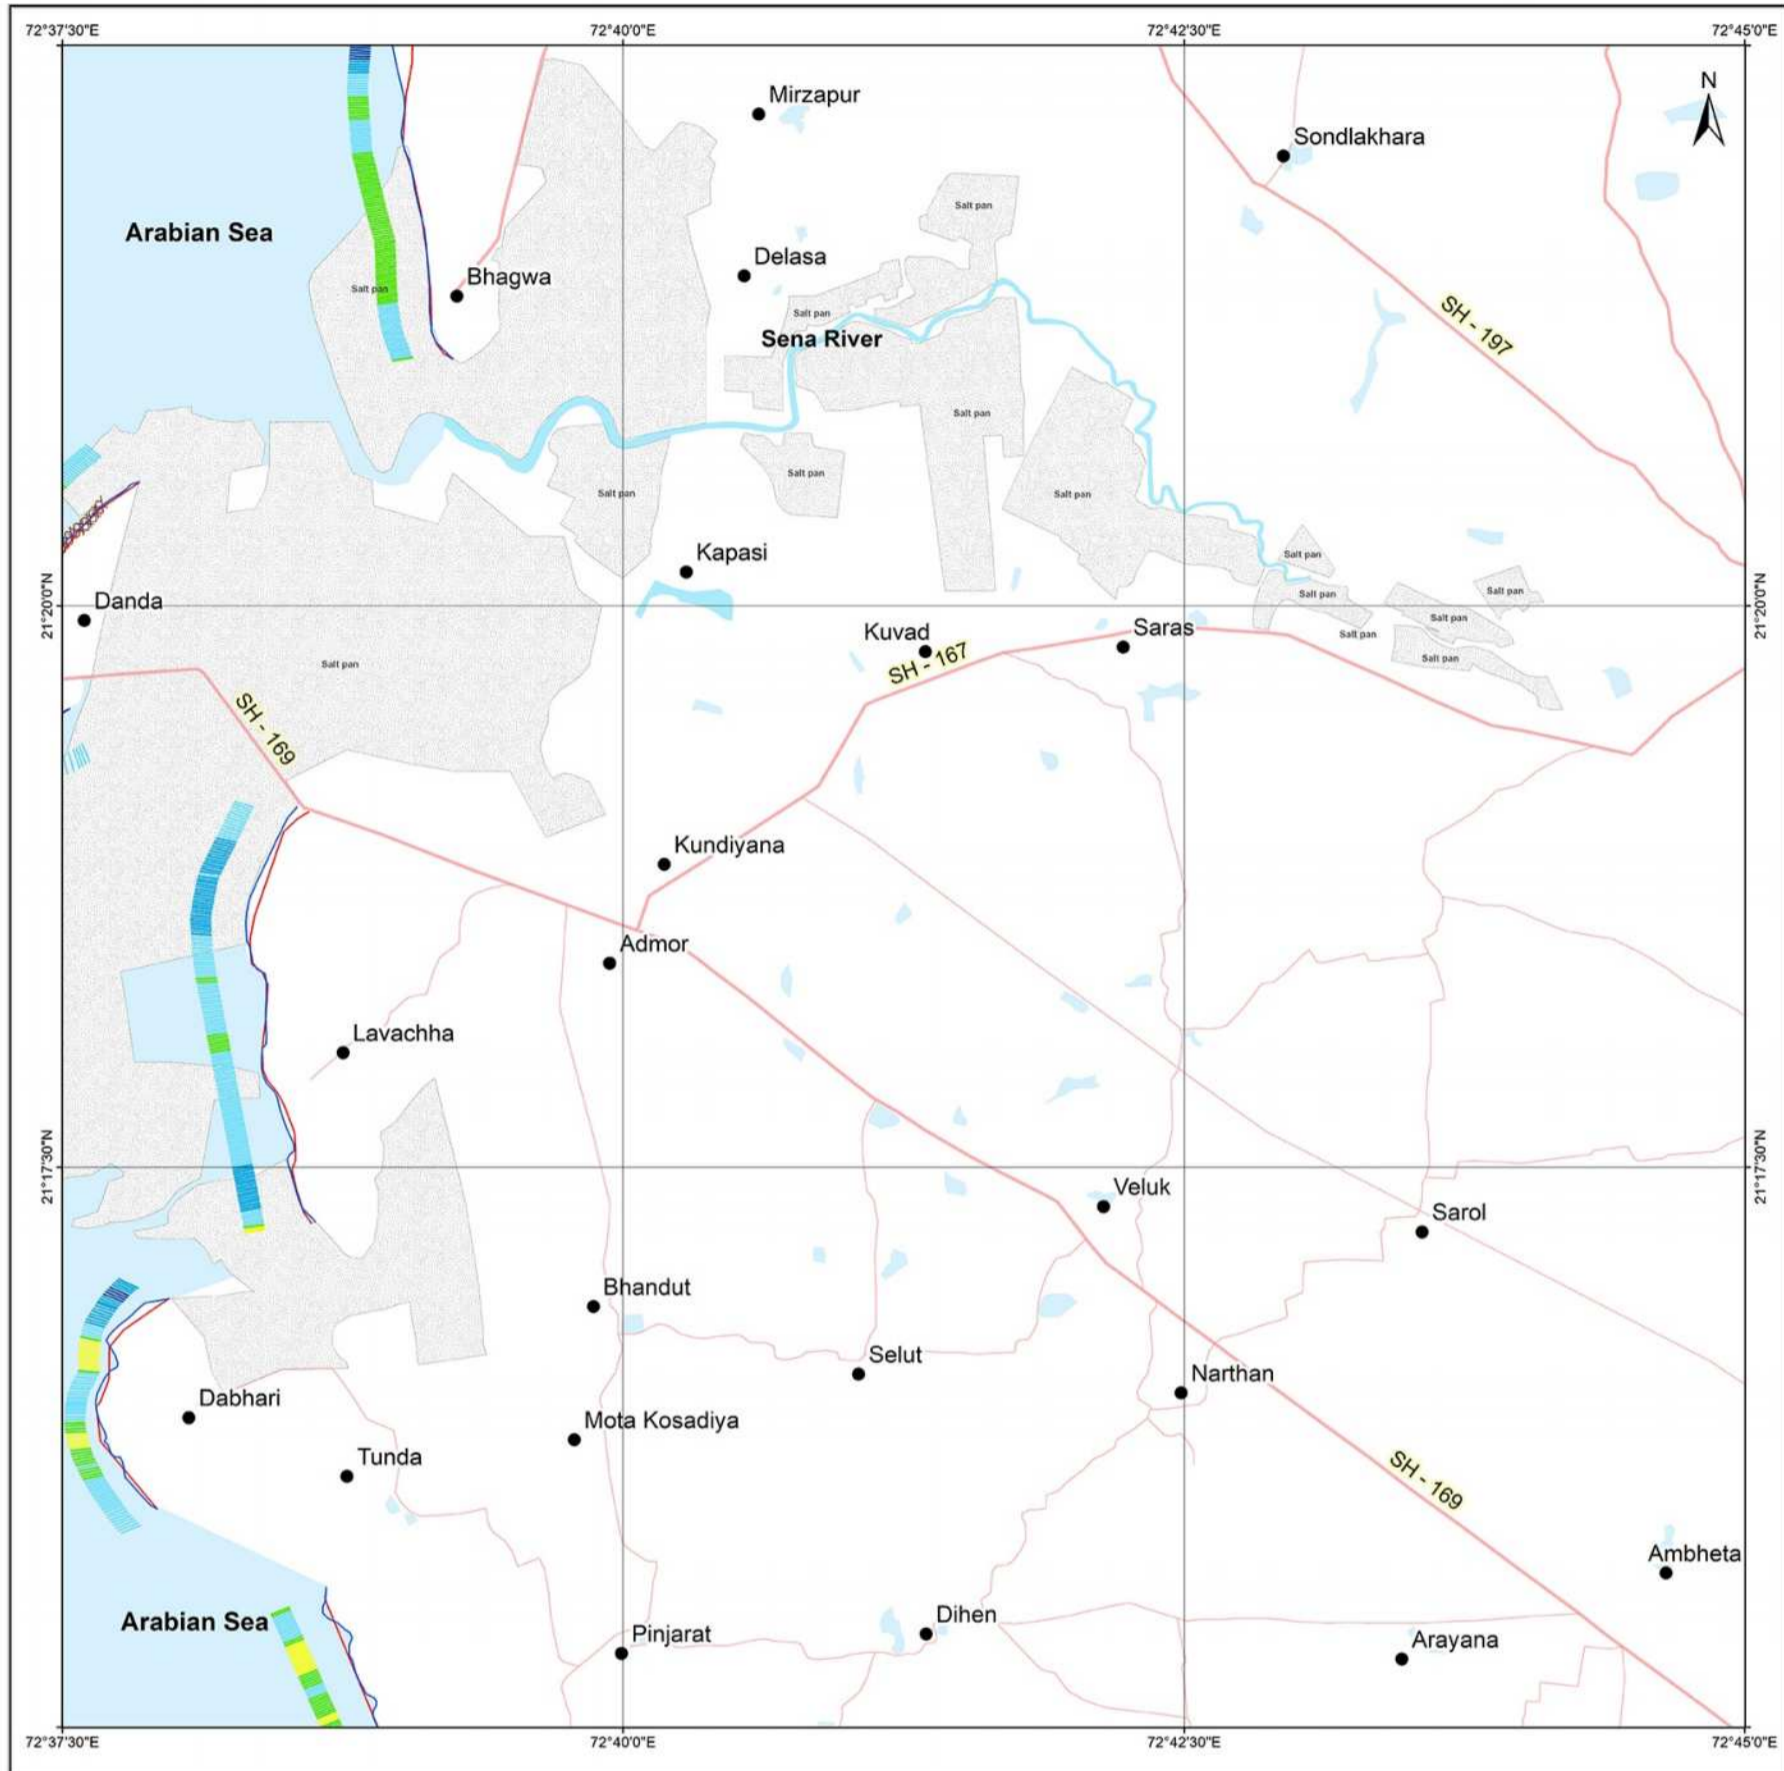 72°37'30"E
72°40'0"E
72°42'30"E
72°45'0"E
N
Mirzapur
Sondlakhara
Salt pan
Arabian Sea
Delasa
Bhagwa
Salt pan
Salt pan
SH - 197
Sena River
Salt pan
Salt pan
Salt pan
Salt pan
Kapasi
Salt pan
Salt pan
Salt pan
Danda
21°20'0"N
21°20'0"N
Salt pan
Kuvad
Saras
Salt pan
Salt pan
SH - 167
Salt pan
SH - 169
Kundiyana
Admor
Lavachha
21°17'30"N
21°17'30"N
Veluk
Sarol
Bhandut
Selut
Narthan
Dabhari
Mota Kosadiya
Tunda
SH - 169
Ambheta
Arabian Sea
Dihen
Pinjarat
Arayana
72°37'30"E
72°40'0"E
72°42'30"E
72°45'0"E